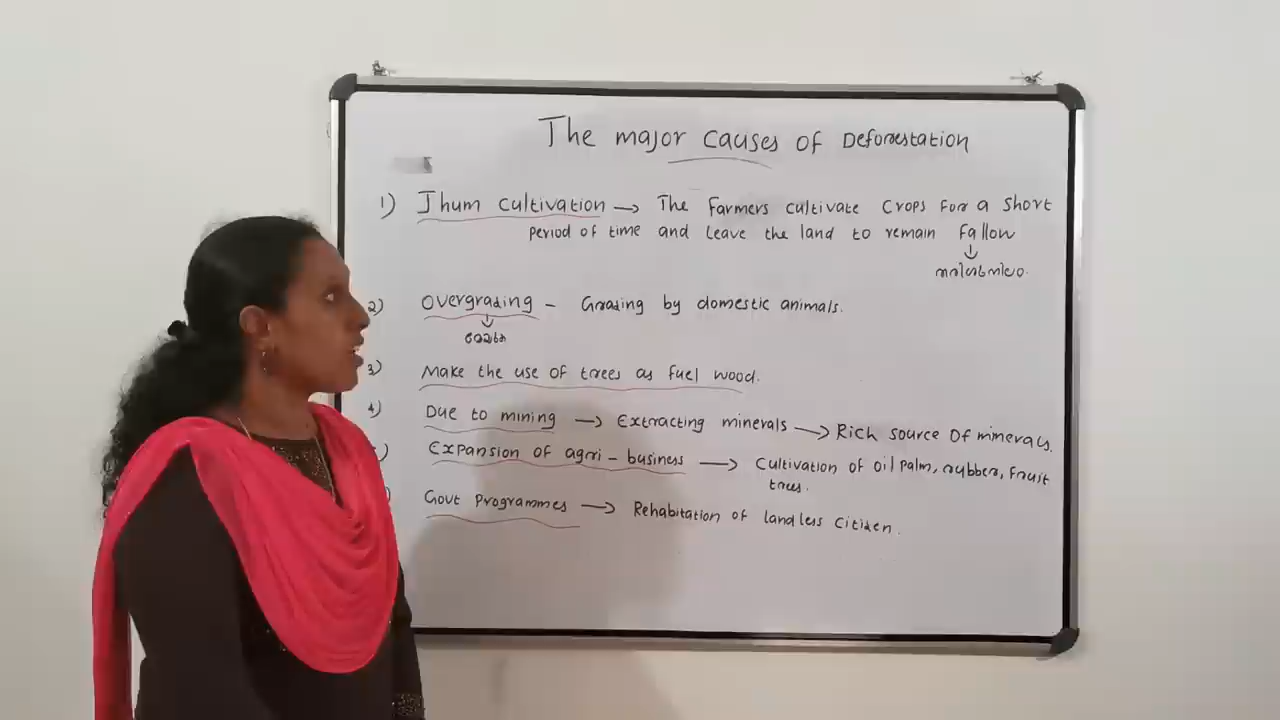 The major causes of Deforestation
1) Jhum cultivation → The farmers cultivate crops for a short
period of time and leave the land to remain fallow
↓
2) Overgrazing - Grazing by domestic animals.
↓
3) Make the use of trees as fuel wood.
4) Due to mining → Extracting minerals → Rich source of minerals.
) Expansion of agri-business → Cultivation of oil palm, rubber, fruit
trees.
) Govt Programmes → Rehabitation of landless citizen.